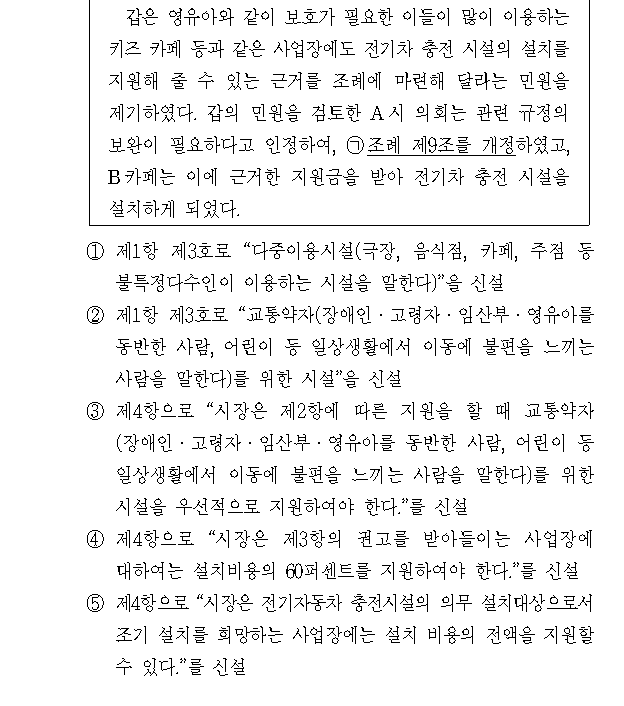 갑은 영유아와 같이 보호가 필요한 이들이 많이 이용하는
키즈 카페 등과 같은 사업장에도 전기차 충전 시설의 설치를
지원해 줄 수 있는 근거를 조례에 마련해 달라는 민원을
제기하였다. 갑의 민원을 검토한 A시 의회는 관련 규정의
보완이 필요하다고 인정하여, ㉠조례 제9조를 개정하였고,
B카페는 이에 근거한 지원금을 받아 전기차 충전 시설을
설치하게 되었다.
① 제1항 제3호로 “다중이용시설(극장, 음식점, 카페, 주점 등
불특정다수인이 이용하는 시설을 말한다)”을 신설
② 제1항 제3호로 “교통약자(장애인·고령자·임산부·영유아를
동반한 사람, 어린이 등 일상생활에서 이동에 불편을 느끼는
사람을 말한다)를 위한 시설”을 신설
③ 제4항으로 “시장은 제2항에 따른 지원을 할 때 교통약자
(장애인·고령자·임산부·영유아를 동반한 사람, 어린이 등
일상생활에서 이동에 불편을 느끼는 사람을 말한다)를 위한
시설을 우선적으로 지원하여야 한다.”를 신설
④ 제4항으로 “시장은 제3항의 권고를 받아들이는 사업장에
대하여는 설치비용의 60퍼센트를 지원하여야 한다.”를 신설
⑤ 제4항으로 “시장은 전기자동차 충전시설의 의무 설치대상으로서
조기 설치를 희망하는 사업장에는 설치 비용의 전액을 지원할
수 있다.”를 신설